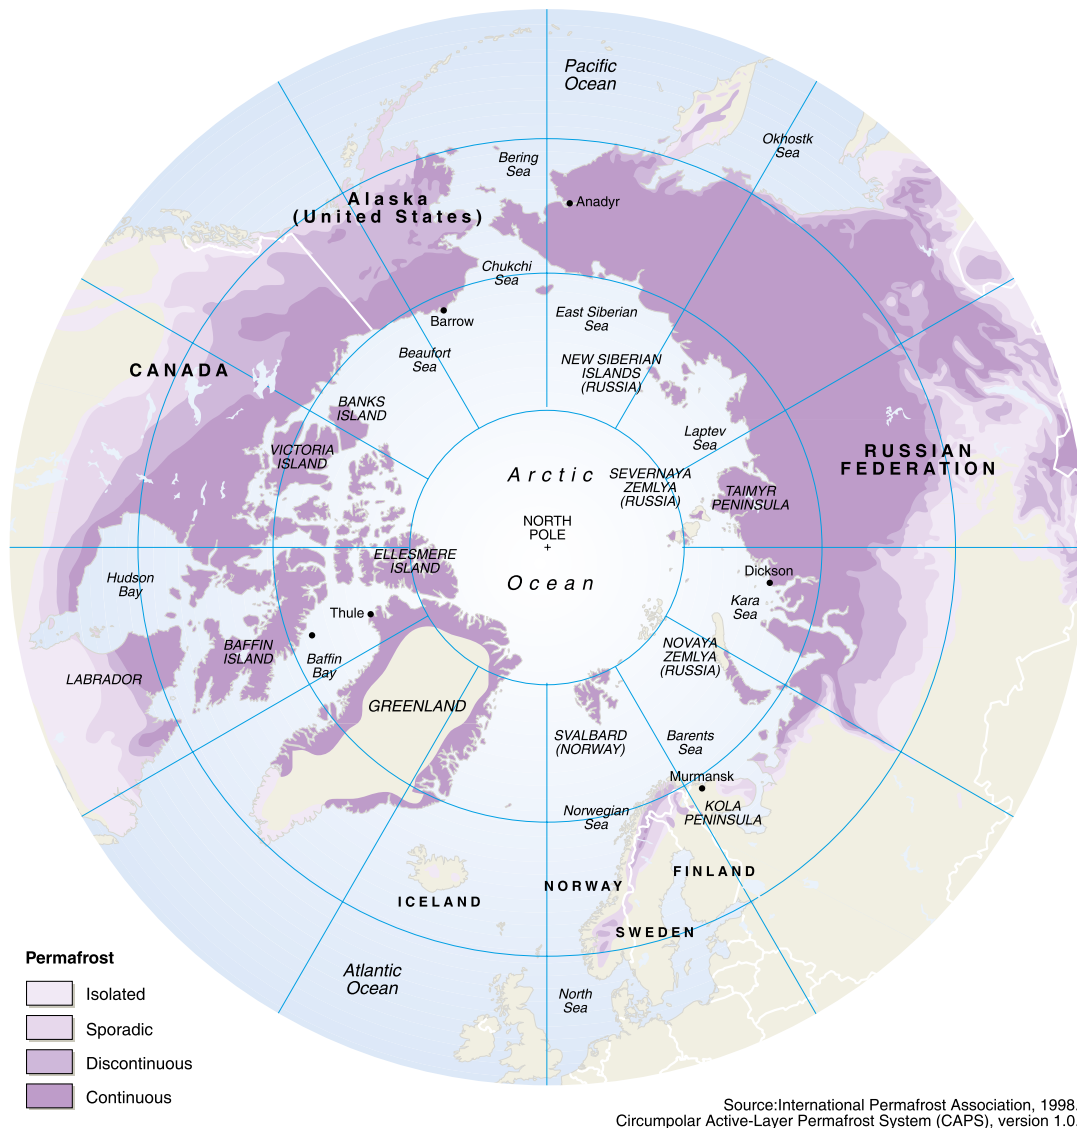 Pacific
Ocean
Okhostk
Sea
Bering
Sea
Alaska
(United States)
Anadyr
Chukchi
Sea
Barrow
East Siberian
Sea
Beaufort
Sea
NEW SIBERIAN
ISLANDS
(RUSSIA)
CANADA
BANKS
ISLAND
VICTORIA
ISLAND
Laptev
Sea
RUSSIAN
FEDERATION
Arctic
SEVERNAYA
ZEMLYA
(RUSSIA)
TAIMYR
PENINSULA
NORTH
POLE
+
ELLESMERE
ISLAND
Ocean
Hudson
Bay
Dickson
Kara
Sea
Thule
BAFFIN
ISLAND
Baffin
Bay
NOVAYA
ZEMLYA
(RUSSIA)
LABRADOR
GREENLAND
SVALBARD
(NORWAY)
Barents
Sea
Murmansk
KOLA
PENINSULA
Norwegian
Sea
FINLAND
NORWAY
ICELAND
SWEDEN
Atlantic
Ocean
North
Sea
Permafrost
Isolated
Sporadic
Discontinuous
Continuous
Source:International Permafrost Association, 1998.
Circumpolar Active-Layer Permafrost System (CAPS), version 1.0.